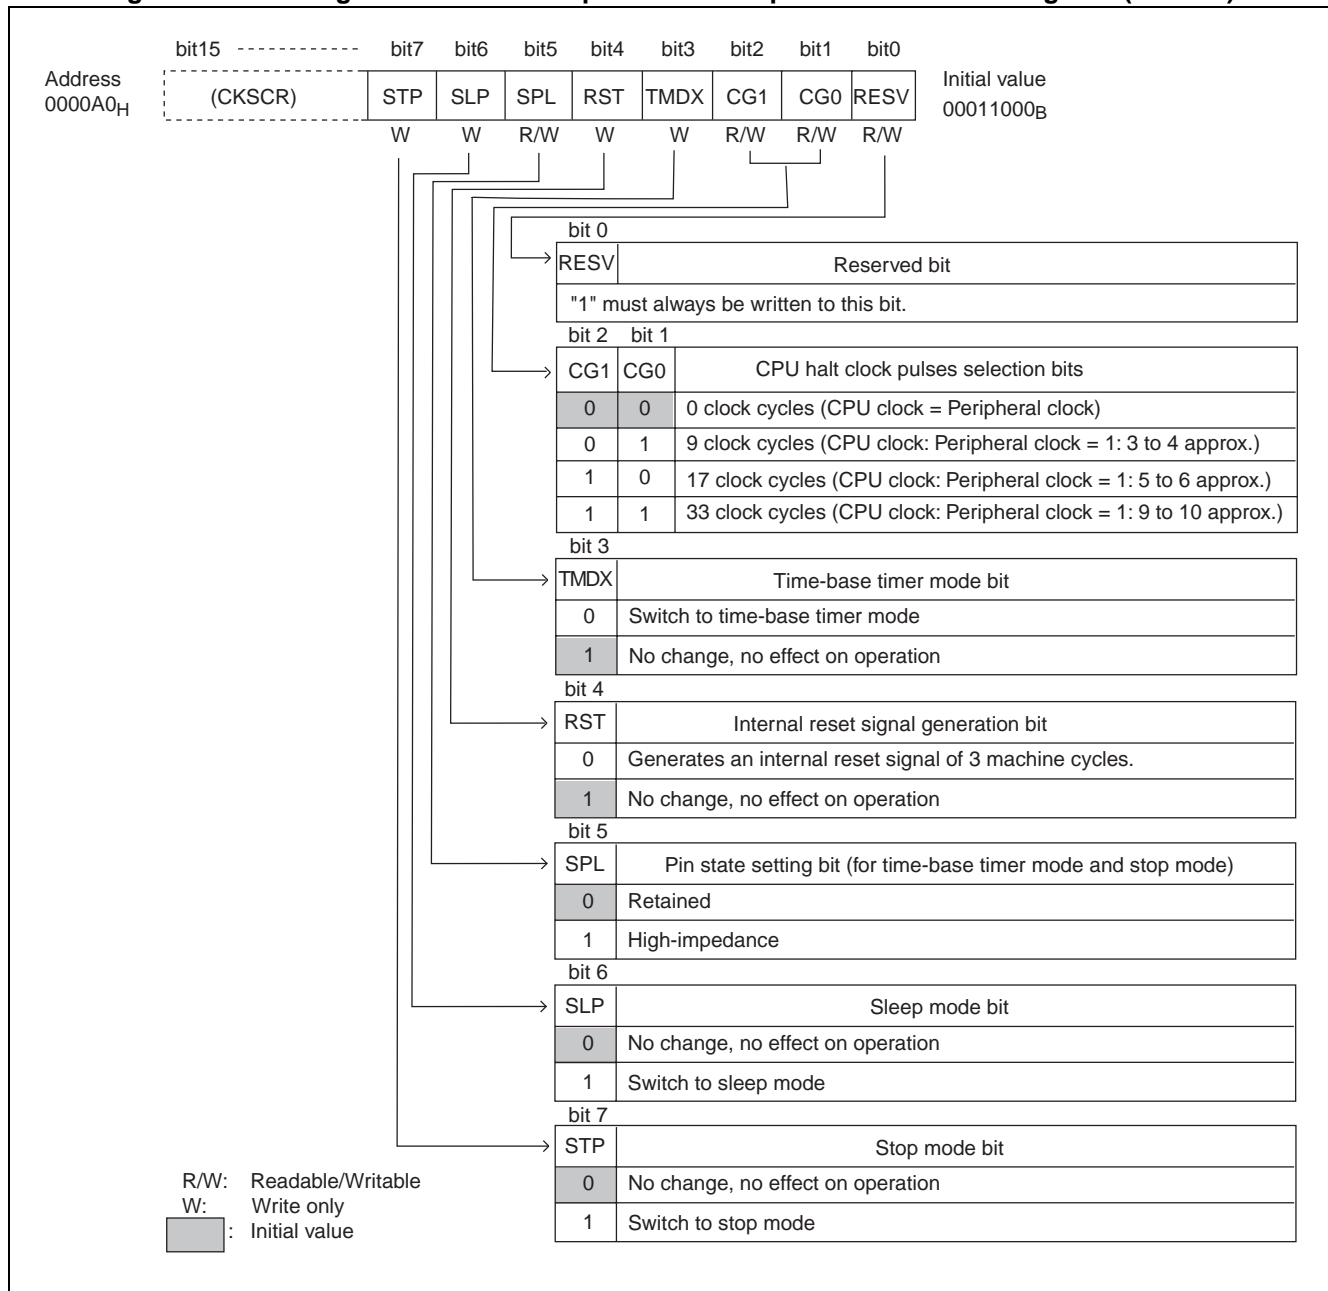 bit15 bit7 bit6 bit5 bit4 bit3 bit2 bit1 bit0
Address
0000A0H
(CKSCR) STP SLP SPL RST TMDX CG1 CG0 RESV
Initial value
00011000B
W W R/W W W R/W R/W R/W
bit 0
RESV Reserved bit
"1" must always be written to this bit.
bit 2 bit 1
CG1 CG0 CPU halt clock pulses selection bits
0 0 0 clock cycles (CPU clock = Peripheral clock)
0 1 9 clock cycles (CPU clock: Peripheral clock = 1: 3 to 4 approx.)
1 0 17 clock cycles (CPU clock: Peripheral clock = 1: 5 to 6 approx.)
1 1 33 clock cycles (CPU clock: Peripheral clock = 1: 9 to 10 approx.)
bit 3
TMDX Time-base timer mode bit
0 Switch to time-base timer mode
1 No change, no effect on operation
bit 4
RST Internal reset signal generation bit
0 Generates an internal reset signal of 3 machine cycles.
1 No change, no effect on operation
bit 5
SPL Pin state setting bit (for time-base timer mode and stop mode)
0 Retained
1 High-impedance
bit 6
SLP Sleep mode bit
0 No change, no effect on operation
1 Switch to sleep mode
bit 7
STP Stop mode bit
0 No change, no effect on operation
1 Switch to stop mode
R/W: Readable/Writable
W: Write only
: Initial value